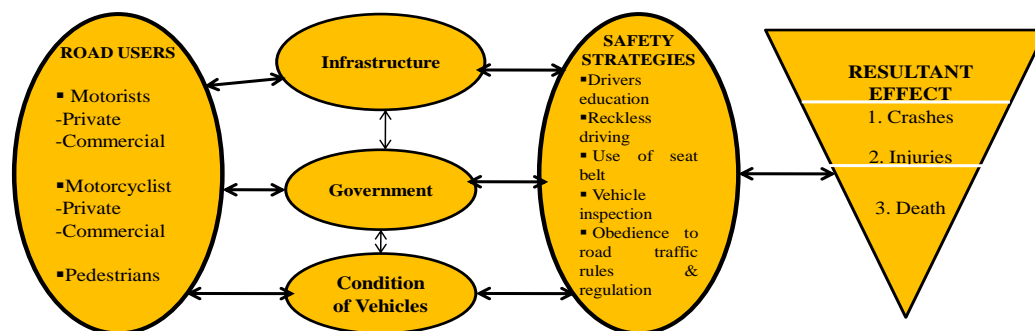 ROAD USERS
▪ Motorists
-Private
-Commercial
▪Motorcyclist
-Private
-Commercial
▪Pedestrians
Infrastructure
Government
Condition
of Vehicles
SAFETY
STRATEGIES
▪Drivers
education
▪Reckless
driving
▪ Use of seat
belt
▪ Vehicle
inspection
▪ Obedience to
road traffic
rules &
regulation
RESULTANT
EFFECT
1. Crashes
2. Injuries
3. Death